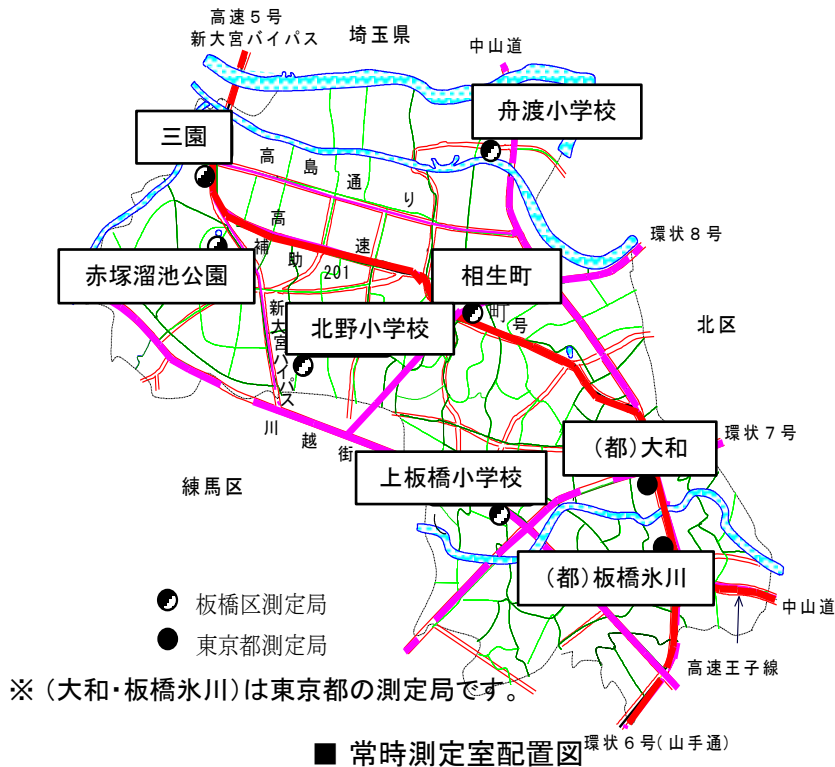 高速５号
新大宮バイパス
埼玉県
中山道
舟渡小学校
三園
高島通り
高速
補助
201
環状８号
赤塚溜池公園
相生町
町
号
北野小学校
新大宮バイパス
北区
川越街
(都)大和
環状７号
上板橋小学校
練馬区
(都)板橋氷川
板橋区測定局
東京都測定局
中山道
高速王子線
※（大和・板橋氷川）は東京都の測定局です。
■ 常時測定室配置図
環状６号(山手通)